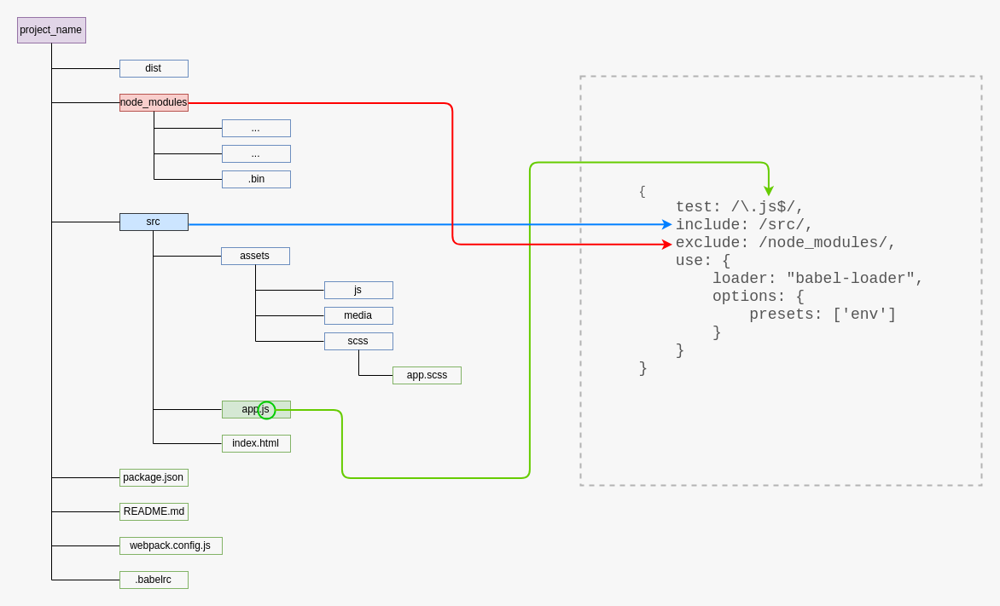 project_name
dist
node_modules
...
...
.bin
src
assets
js
media
scss
app.scss
app.js
index.html
package.json
README.md
webpack.config.js
.babelrc
{
    test: /\.js$/,
    include: /src/,
    exclude: /node_modules/,
    use: {
        loader: "babel-loader",
        options: {
            presets: ['env']
        }
    }
}